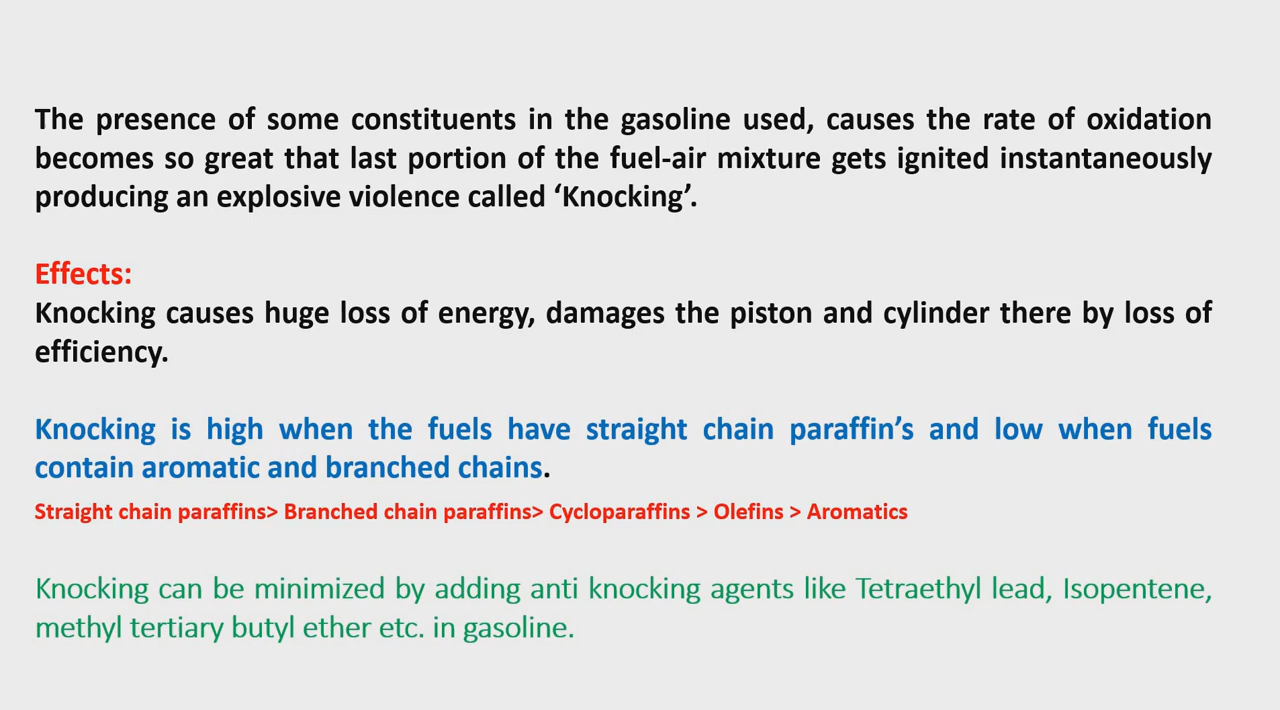 The presence of some constituents in the gasoline used, causes the rate of oxidation
becomes so great that last portion of the fuel-air mixture gets ignited instantaneously
producing an explosive violence called ‘Knocking’.
Effects:
Knocking causes huge loss of energy, damages the piston and cylinder there by loss of
efficiency.
Knocking is high when the fuels have straight chain paraffin’s and low when fuels
contain aromatic and branched chains.
Straight chain paraffins> Branched chain paraffins> Cycloparaffins > Olefins > Aromatics
Knocking can be minimized by adding anti knocking agents like Tetraethyl lead, Isopentene,
methyl tertiary butyl ether etc. in gasoline.